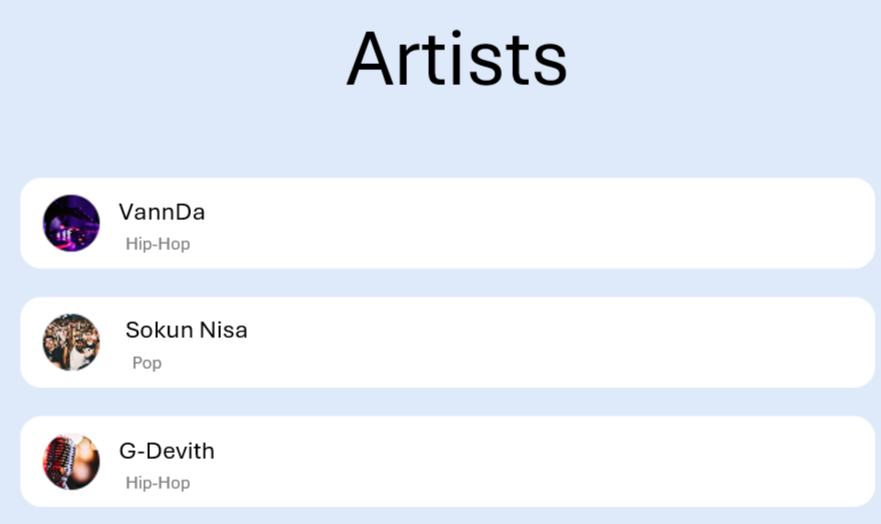 Artists
VannDa
Hip-Hop
Sokun Nisa
Pop
G-Devith
Hip-Hop